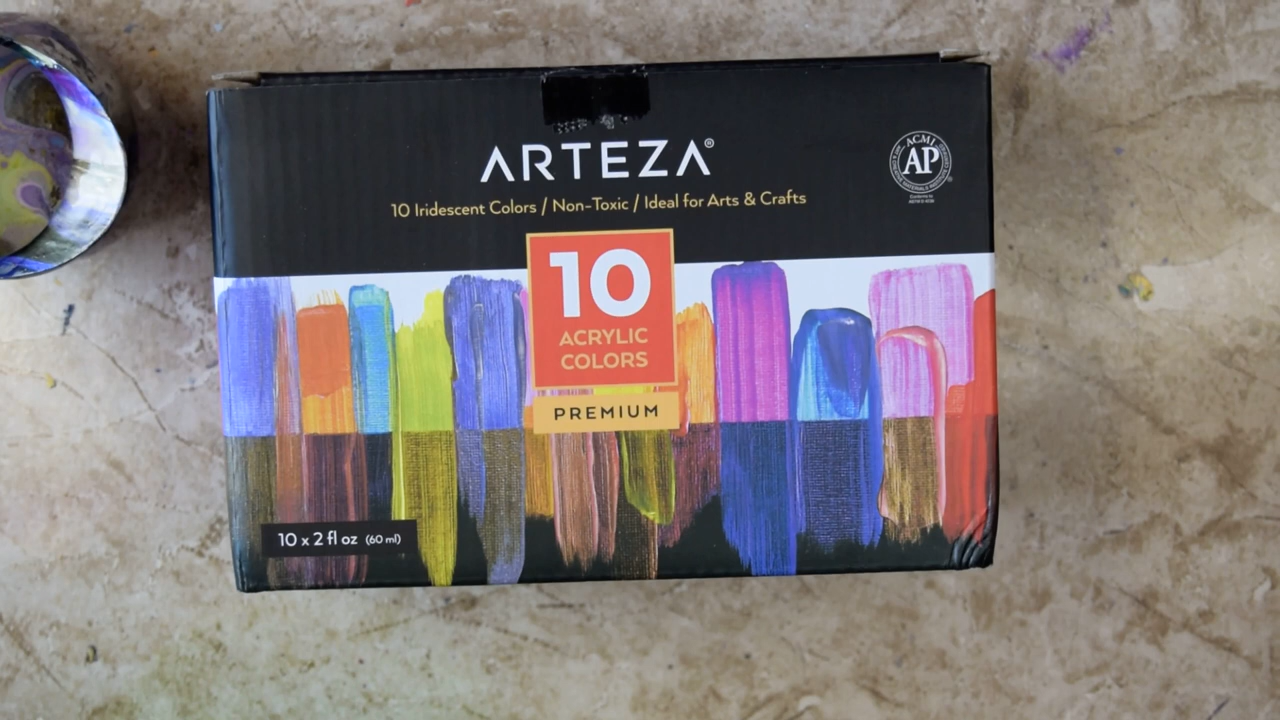 ARTEZA®
10 Iridescent Colors / Non-Toxic / Ideal for Arts & Crafts
ACMI
AP
10
ACRYLIC
COLORS
PREMIUM
10 x 2 fl oz (60 ml)